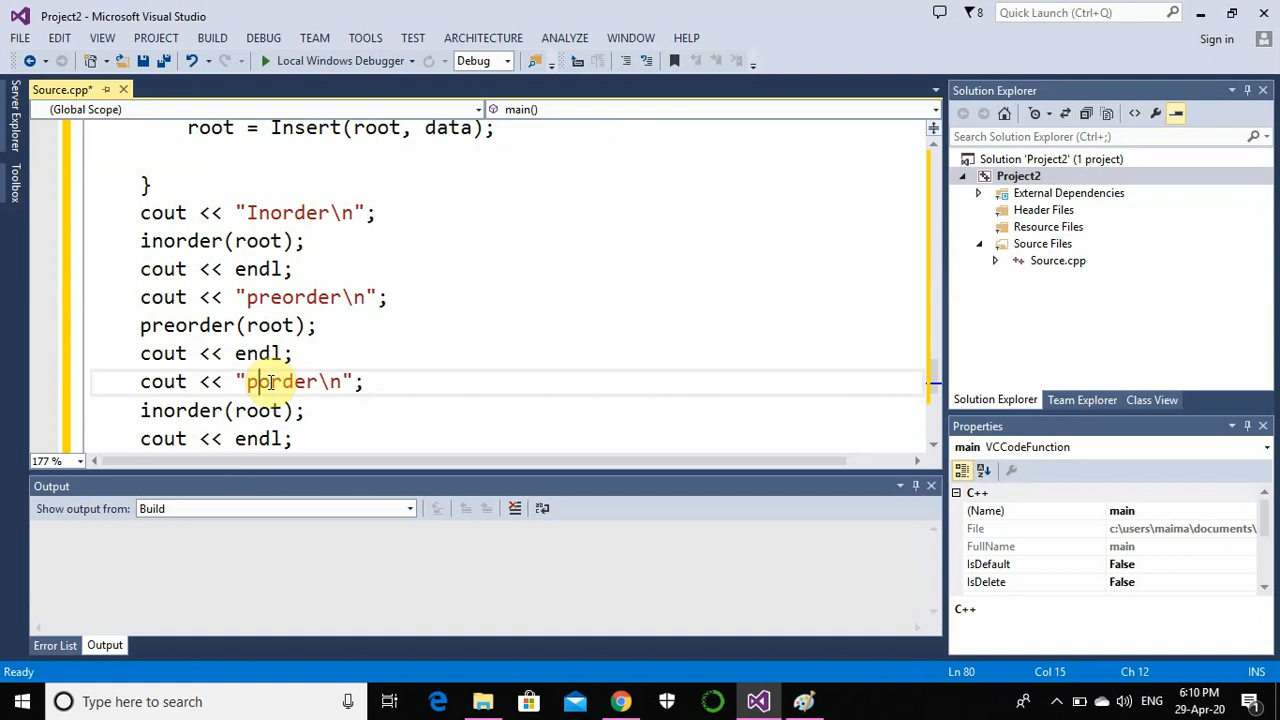 Project2 - Microsoft Visual Studio
8
Quick Launch (Ctrl+Q)
FILE EDIT VIEW PROJECT BUILD DEBUG TEAM TOOLS TEST ARCHITECTURE ANALYZE WINDOW HELP
Sign in
Local Windows Debugger
Debug
Server Explorer
Toolbox
Source.cpp*
(Global Scope)
main()
root = Insert(root, data);
}
cout << "Inorder\n";
inorder(root);
cout << endl;
cout << "preorder\n";
preorder(root);
cout << endl;
cout << "porder\n";
inorder(root);
cout << endl;
177 %
Output
Show output from: Build
Error List Output
Solution Explorer
Search Solution Explorer (Ctrl+;)
Solution 'Project2' (1 project)
Project2
External Dependencies
Header Files
Resource Files
Source Files
Source.cpp
Solution Explorer Team Explorer Class View
Properties
main VCCodeFunction
C++
(Name) main
File c:\users\maima\documents\
FullName main
IsDefault False
IsDelete False
C++
Ready
Ln 80
Col 15
Ch 12
INS
Type here to search
ENG
6:10 PM
29-Apr-20
1